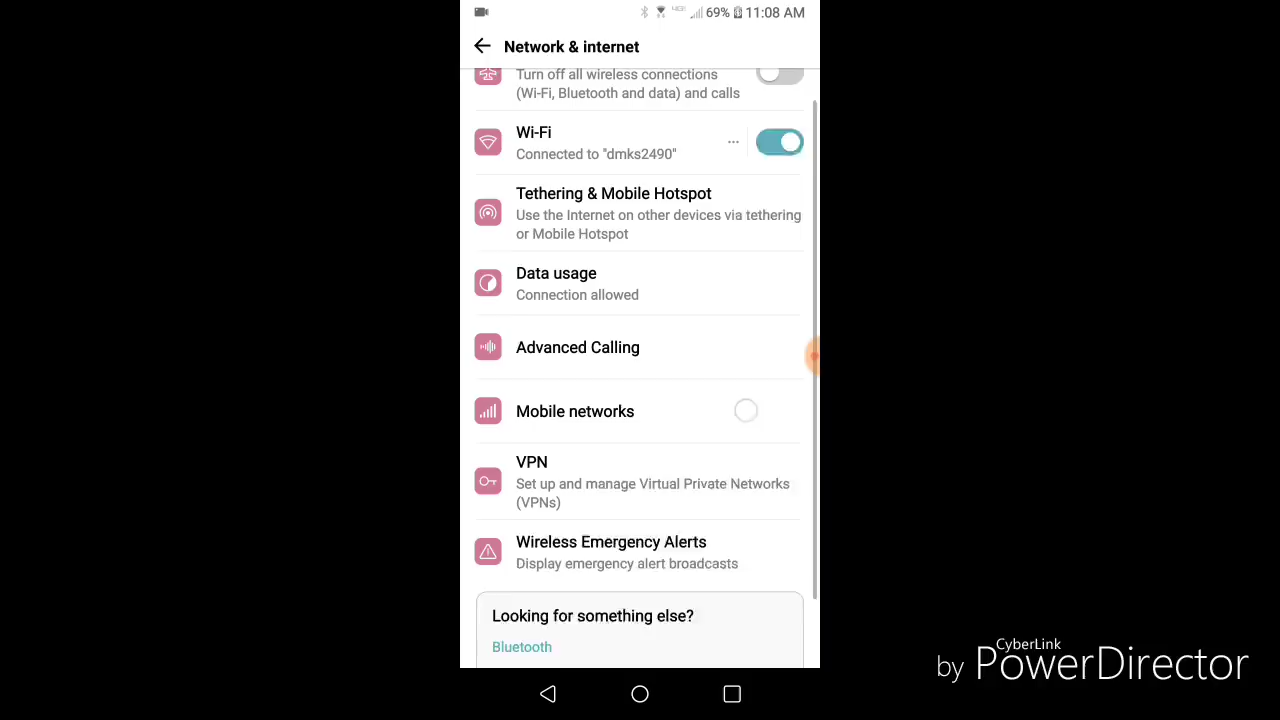 69% 11:08 AM
Network & internet
Turn off all wireless connections
(Wi-Fi, Bluetooth and data) and calls
Wi-Fi
Connected to "dmks2490"
Tethering & Mobile Hotspot
Use the Internet on other devices via tethering
or Mobile Hotspot
Data usage
Connection allowed
Advanced Calling
Mobile networks
VPN
Set up and manage Virtual Private Networks
(VPNs)
Wireless Emergency Alerts
Display emergency alert broadcasts
Looking for something else?
Bluetooth
CyberLink
by PowerDirector